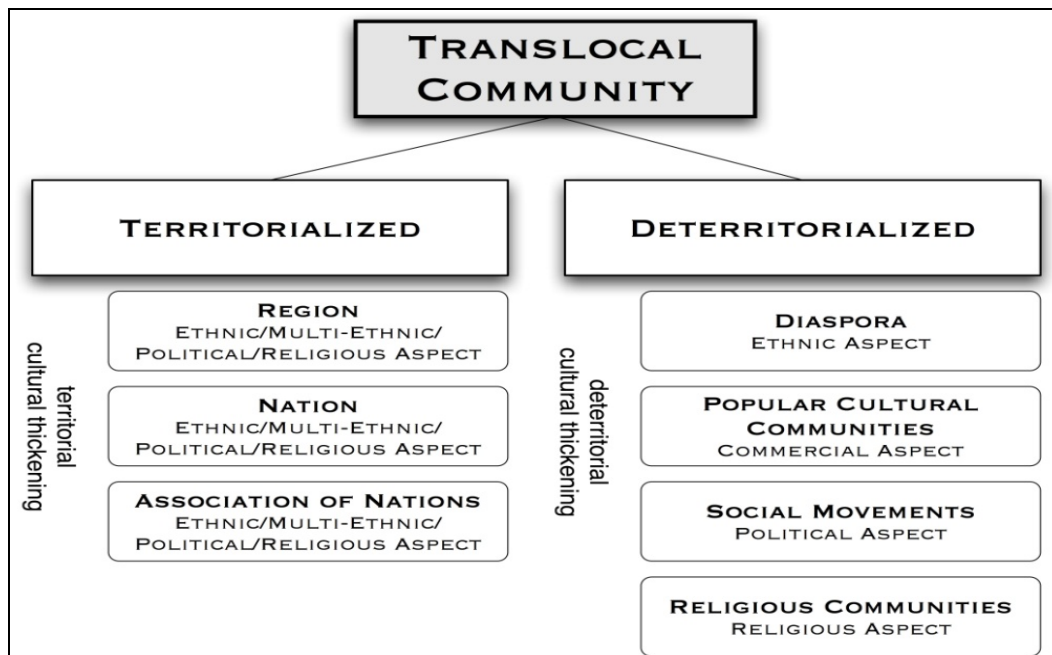 TRANSLOCAL
COMMUNITY
TERRITORIALIZED
territorial
cultural thickening
REGION
ETHNIC/MULTI-ETHNIC/
POLITICAL/RELIGIOUS ASPECT
NATION
ETHNIC/MULTI-ETHNIC/
POLITICAL/RELIGIOUS ASPECT
ASSOCIATION OF NATIONS
ETHNIC/MULTI-ETHNIC/
POLITICAL/RELIGIOUS ASPECT
DETERRITORIALIZED
deterritorial
cultural thickening
DIASPORA
ETHNIC ASPECT
POPULAR CULTURAL
COMMUNITIES
COMMERCIAL ASPECT
SOCIAL MOVEMENTS
POLITICAL ASPECT
RELIGIOUS COMMUNITIES
RELIGIOUS ASPECT